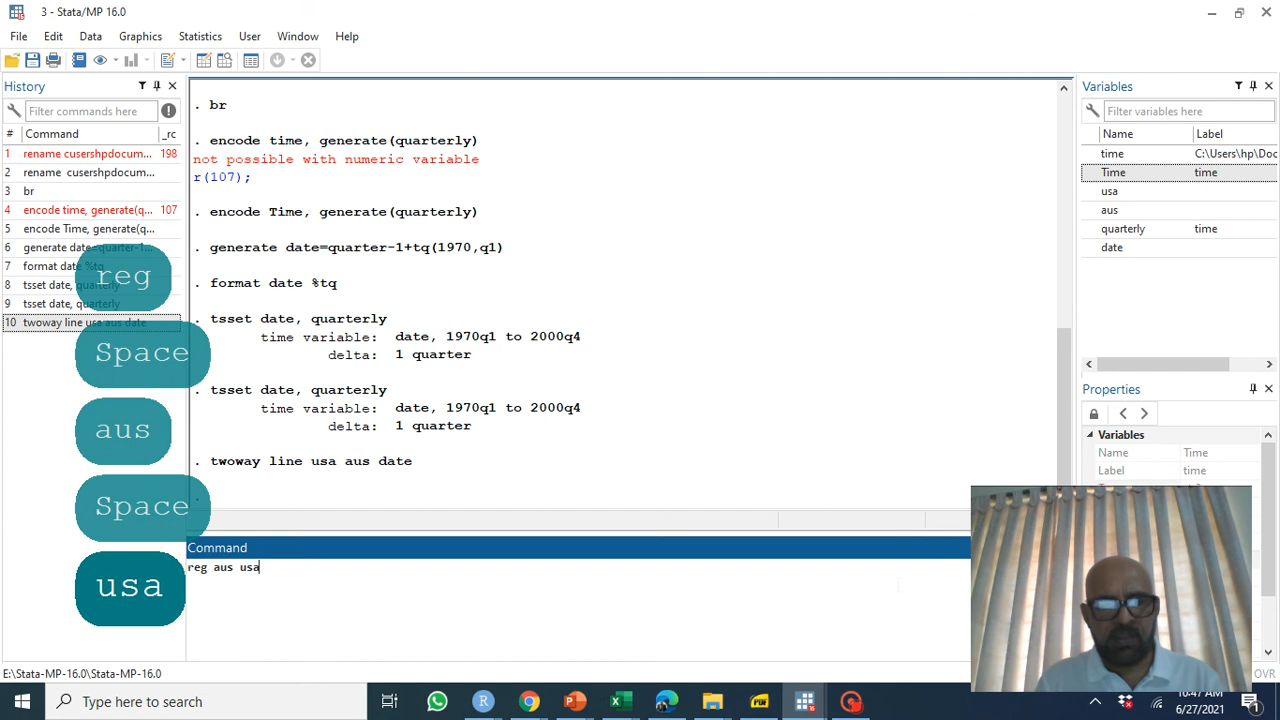 3 - Stata/MP 16.0
File Edit Data Graphics Statistics User Window Help
History
Filter commands here
# Command _rc
1 rename cusershpdocum... 198
2 rename cusershpdocum...
3 br
4 encode time, generate(q... 107
5 encode Time, generate(q...
6 generate date=quarter-1...
7 format date %tq
8 tsset date, quarterly
9 tsset date, quarterly
10 twoway line usa aus date
reg
Space
aus
Space
usa
. br
. encode time, generate(quarterly)
not possible with numeric variable
r(107);
. encode Time, generate(quarterly)
. generate date=quarter-1+tq(1970,q1)
. format date %tq
. tsset date, quarterly
time variable: date, 1970q1 to 2000q4
delta: 1 quarter
. tsset date, quarterly
time variable: date, 1970q1 to 2000q4
delta: 1 quarter
. twoway line usa aus date
.
Command
reg aus usa
Variables
Filter variables here
Name Label
time C:\Users\hp\Doc
Time time
usa
aus
quarterly time
date
Properties
Variables
Name Time
Label time
E:\Stata-MP-16.0\Stata-MP-16.0
OVR
Type here to search
10:47 AM
6/27/2021
1